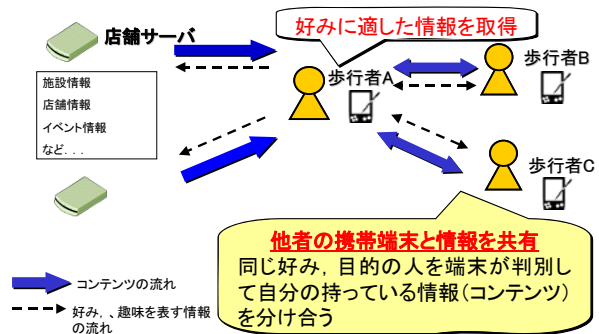 店舗サーバ
好みに適した情報を取得
歩行者B
歩行者A
施設情報
店舗情報
イベント情報
など．．．
歩行者C
他者の携帯端末と情報を共有
同じ好み，目的の人を端末が判別し
て自分の持っている情報（コンテンツ）
を分け合う
コンテンツの流れ
好み，、趣味を表す情報
の流れ